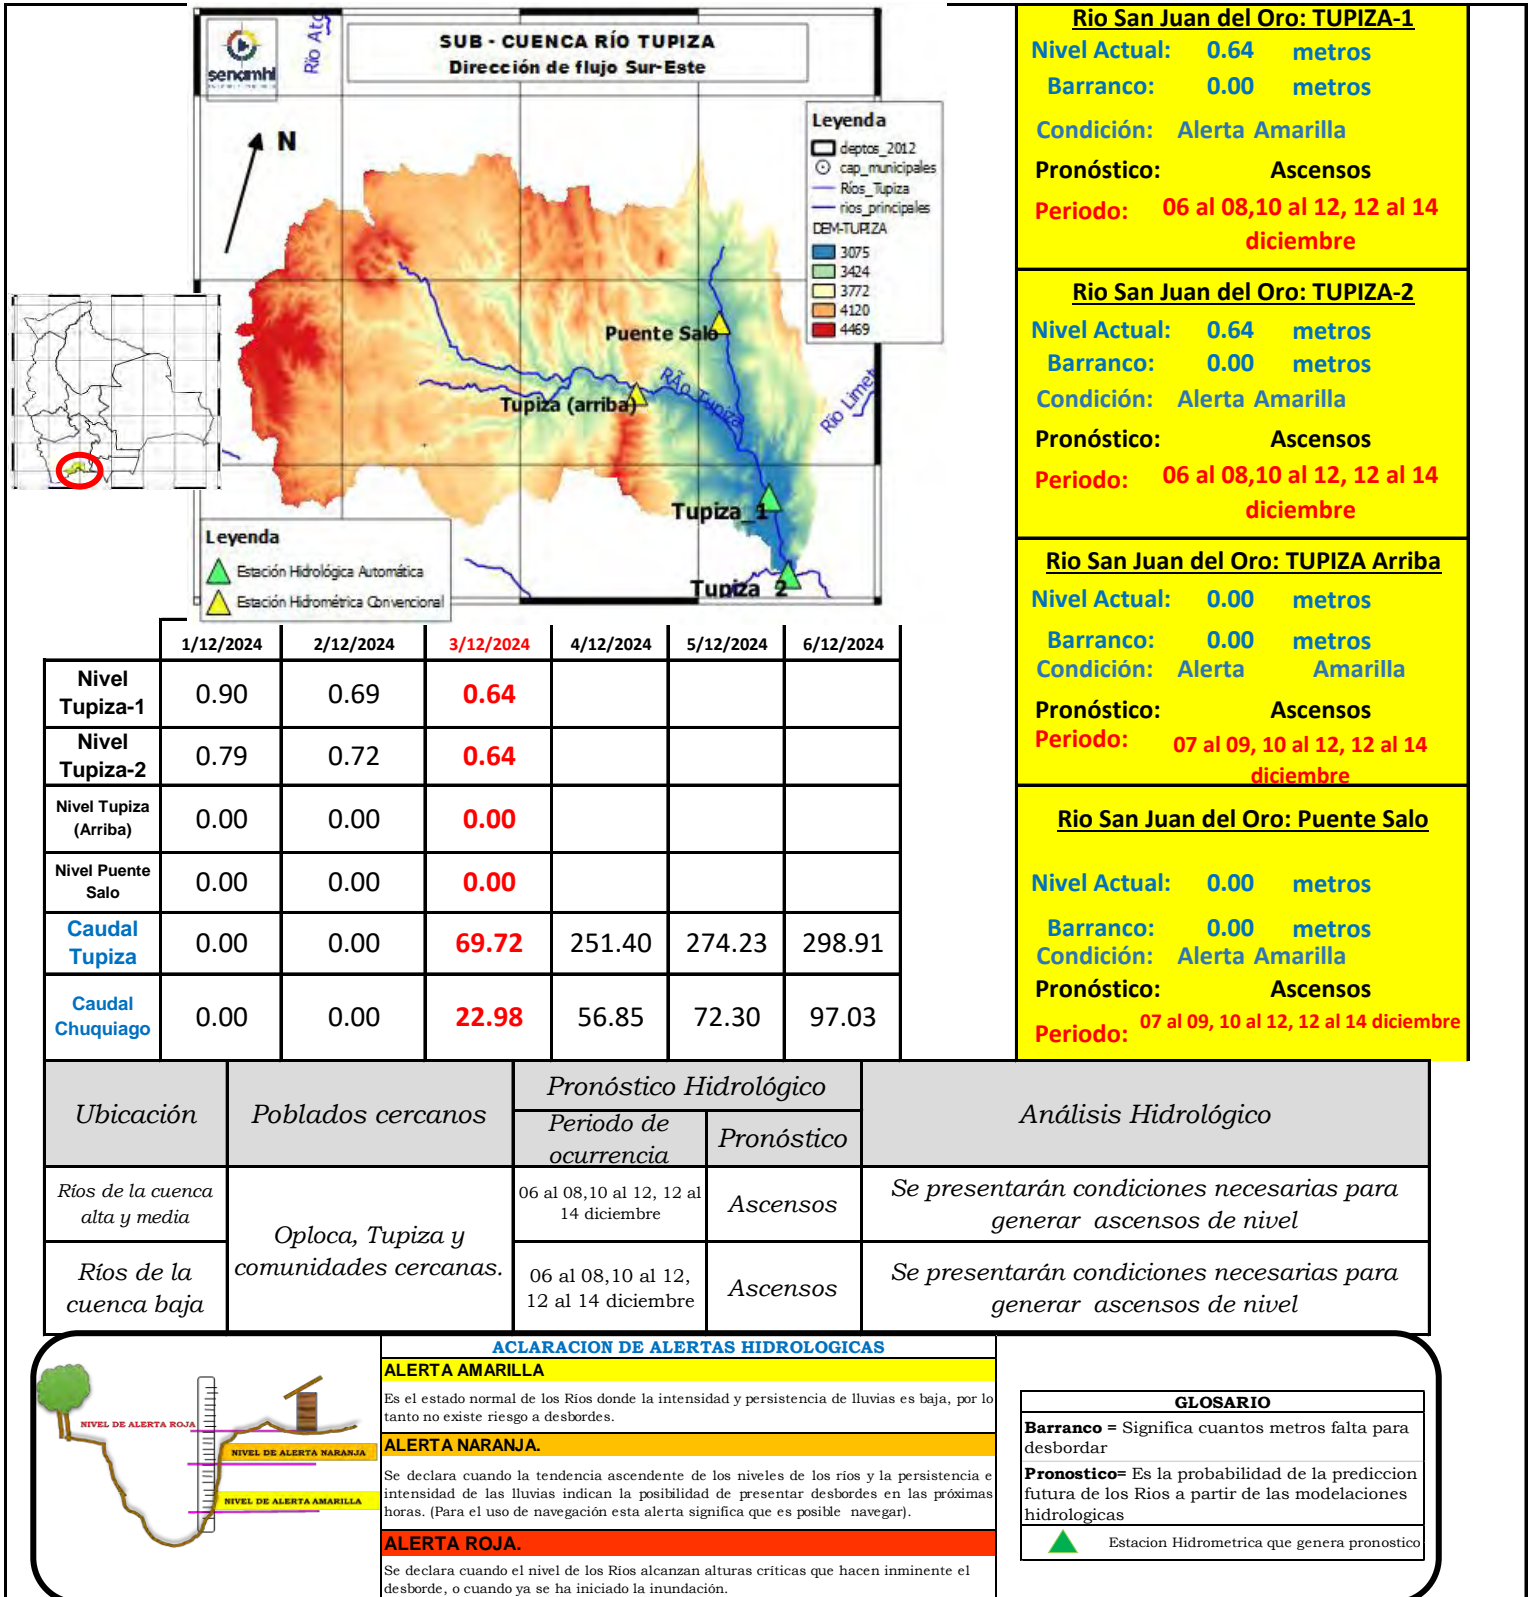 senamhi
SUB - CUENCA RÍO TUPIZA
Dirección de flujo Sur-Este
N
Leyenda
deptos_2012
cap_municipales
Ríos_Tupiza
rios_principales
DEM-TUPIZA
3075
3424
3772
4120
4469
Puente Salo
Tupiza (arriba)
RÃo Tupiza
Rio Limet
Tupiza_1
Tupiza_2
Leyenda
Estación Hidrológica Automática
Estación Hidrométrica Convencional
Rio San Juan del Oro: TUPIZA-1
Nivel Actual: 0.64 metros
Barranco: 0.00 metros
Condición: Alerta Amarilla
Pronóstico: Ascensos
Periodo: 06 al 08,10 al 12, 12 al 14
diciembre
Rio San Juan del Oro: TUPIZA-2
Nivel Actual: 0.64 metros
Barranco: 0.00 metros
Condición: Alerta Amarilla
Pronóstico: Ascensos
Periodo: 06 al 08,10 al 12, 12 al 14
diciembre
Rio San Juan del Oro: TUPIZA Arriba
Nivel Actual: 0.00 metros
Barranco: 0.00 metros
Condición: Alerta Amarilla
Pronóstico: Ascensos
Periodo: 07 al 09, 10 al 12, 12 al 14
diciembre
Rio San Juan del Oro: Puente Salo
Nivel Actual: 0.00 metros
Barranco: 0.00 metros
Condición: Alerta Amarilla
Pronóstico: Ascensos
Periodo: 07 al 09, 10 al 12, 12 al 14 diciembre
1/12/2024 2/12/2024 3/12/2024 4/12/2024 5/12/2024 6/12/2024
Nivel
Tupiza-1 0.90 0.69 0.64
Nivel
Tupiza-2 0.79 0.72 0.64
Nivel Tupiza
(Arriba) 0.00 0.00 0.00
Nivel Puente
Salo 0.00 0.00 0.00
Caudal
Tupiza 0.00 0.00 69.72 251.40 274.23 298.91
Caudal
Chuquiago 0.00 0.00 22.98 56.85 72.30 97.03
Ubicación Poblados cercanos Pronóstico Hidrológico Análisis Hidrológico
Periodo de
ocurrencia Pronóstico
Ríos de la cuenca
alta y media
Oploca, Tupiza y
comunidades cercanas.
06 al 08,10 al 12, 12 al
14 diciembre
Ascensos
Se presentarán condiciones necesarias para
generar ascensos de nivel
Ríos de la
cuenca baja
06 al 08,10 al 12,
12 al 14 diciembre
Ascensos
Se presentarán condiciones necesarias para
generar ascensos de nivel
NIVEL DE ALERTA ROJA
NIVEL DE ALERTA NARANJA
NIVEL DE ALERTA AMARILLA
ACLARACION DE ALERTAS HIDROLOGICAS
ALERTA AMARILLA
Es el estado normal de los Ríos donde la intensidad y persistencia de lluvias es baja, por lo
tanto no existe riesgo a desbordes.
ALERTA NARANJA.
Se declara cuando la tendencia ascendente de los niveles de los ríos y la persistencia e
intensidad de las lluvias indican la posibilidad de presentar desbordes en las próximas
horas. (Para el uso de navegación esta alerta significa que es posible navegar).
ALERTA ROJA.
Se declara cuando el nivel de los Ríos alcanzan alturas críticas que hacen inminente el
desborde, o cuando ya se ha iniciado la inundación.
GLOSARIO
Barranco = Significa cuantos metros falta para
desbordar
Pronostico= Es la probabilidad de la prediccion
futura de los Rios a partir de las modelaciones
hidrologicas
Estacion Hidrometrica que genera pronostico